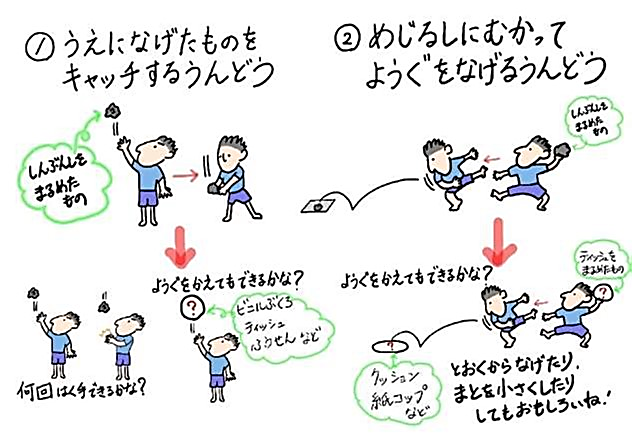 ① うえになげたものを
キャッチするうんどう
しんぶんしを
まるめた
もの
ようぐをかえてもできるかな?
?
ビニルぶくろ
ティッシュ
ふうせん など
何回はく手できるかな?
② めじるしにむかって
ようぐをなげるうんどう
しんぶんしを
まるめた
もの
ようぐをかえてもできるかな?
ティッシュを
まるめたもの
?
?
クッション
紙コップ
など
とおくからなげたり、
まとを小さくしたり
してもおもしろいね!